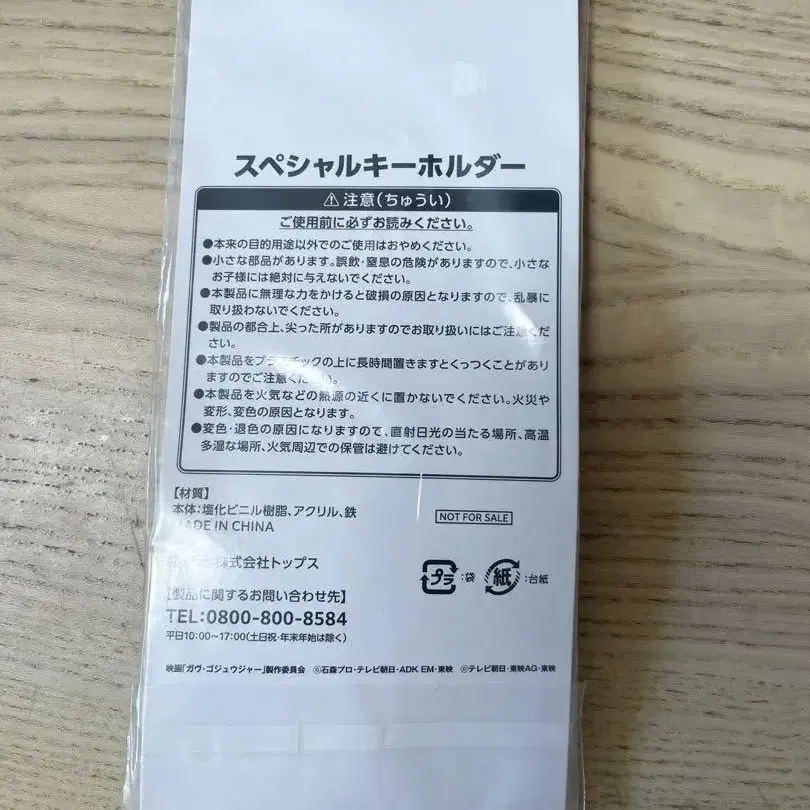 スペシャルキーホルダー
注意(ちゅうい)
ご使用前に必ずお読みください。
●本来の目的用途以外でのご使用はおやめください。
●小さな部品があります。誤飲・窒息の危険がありますので、小さな
お子様には絶対に与えないでください。
●本製品に無理な力をかけると破損の原因となりますので、乱暴に
取り扱わないでください。
●製品の都合上、尖った所がありますのでお取り扱いにはご注意くだ
さい。
●本製品をプラスチックの上に長時間置きますとくっつくことがあり
ますのでご注意ください。
●本製品を火気などの熱源の近くに置かないでください。火災や
変形、変色の原因となります。
●変色・退色の原因になりますので、直射日光の当たる場所、高温
多湿な場所、火気周辺での保管は避けてください。
【材質】
本体:塩化ビニル樹脂、アクリル、鉄
MADE IN CHINA
NOT FOR SALE
株式会社トップス
プラ:袋 紙:台紙
【製品に関するお問い合わせ先】
TEL:0800-800-8584
平日10:00～17:00(土日祝・年末年始は除く)
映画「ガヴ・ゴジュウジャー」製作委員会 ©石森プロ・テレビ朝日・ADK EM・東映 ©テレビ朝日・東映AG・東映